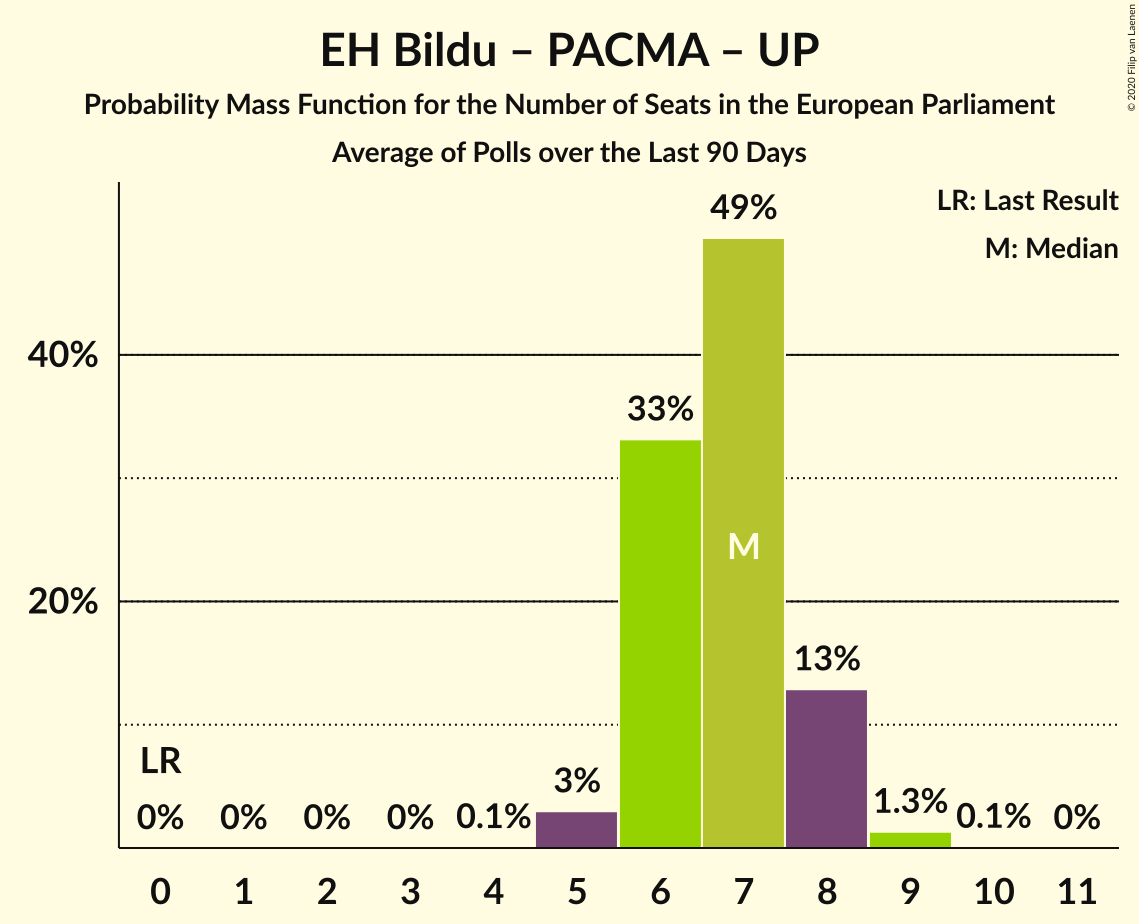 EH Bildu – PACMA – UP
Probability Mass Function for the Number of Seats in the European Parliament
Average of Polls over the Last 90 Days
© 2020 Filip van Laenen
LR: Last Result
M: Median
49%
40%
33%
M
20%
13%
LR
3%
1.3%
0% 0% 0% 0% 0.1% 0.1% 0%
0 1 2 3 4 5 6 7 8 9 10 11